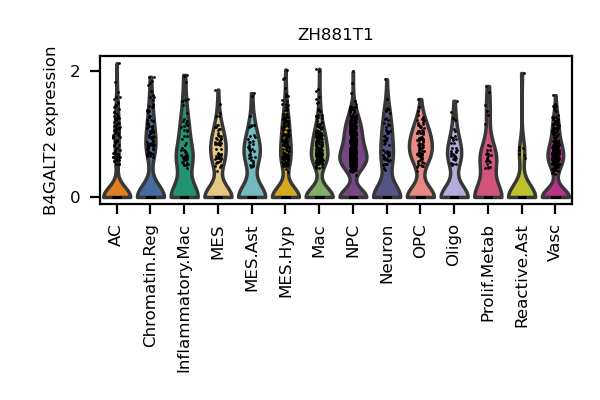 ZH881T1
B4GALT2 expression
2
0
AC
Chromatin.Reg
Inflammatory.Mac
MES
MES.Ast
MES.Hyp
Mac
NPC
Neuron
OPC
Oligo
Prolif.Metab
Reactive.Ast
Vasc